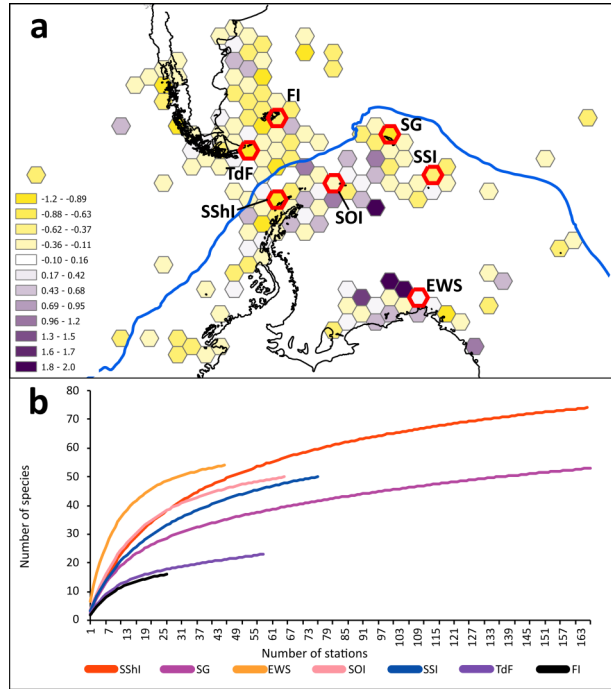 a
FI
SG
TdF
SSI
SShI
SOI
EWS
-1.2 - -0.89
-0.88 - -0.63
-0.62 - -0.37
-0.36 - -0.11
-0.10 - 0.16
0.17 - 0.42
0.43 - 0.68
0.69 - 0.95
0.96 - 1.2
1.3 - 1.5
1.6 - 1.7
1.8 - 2.0
b
80
70
60
50
40
30
20
10
0
Number of species
1 7 13 19 25 31 37 43 49 55 61 67 73 79 85 91 97 103 109 115 121 127 133 139 145 151 157 163
Number of stations
SShI SG EWS SOI SSI TdF FI